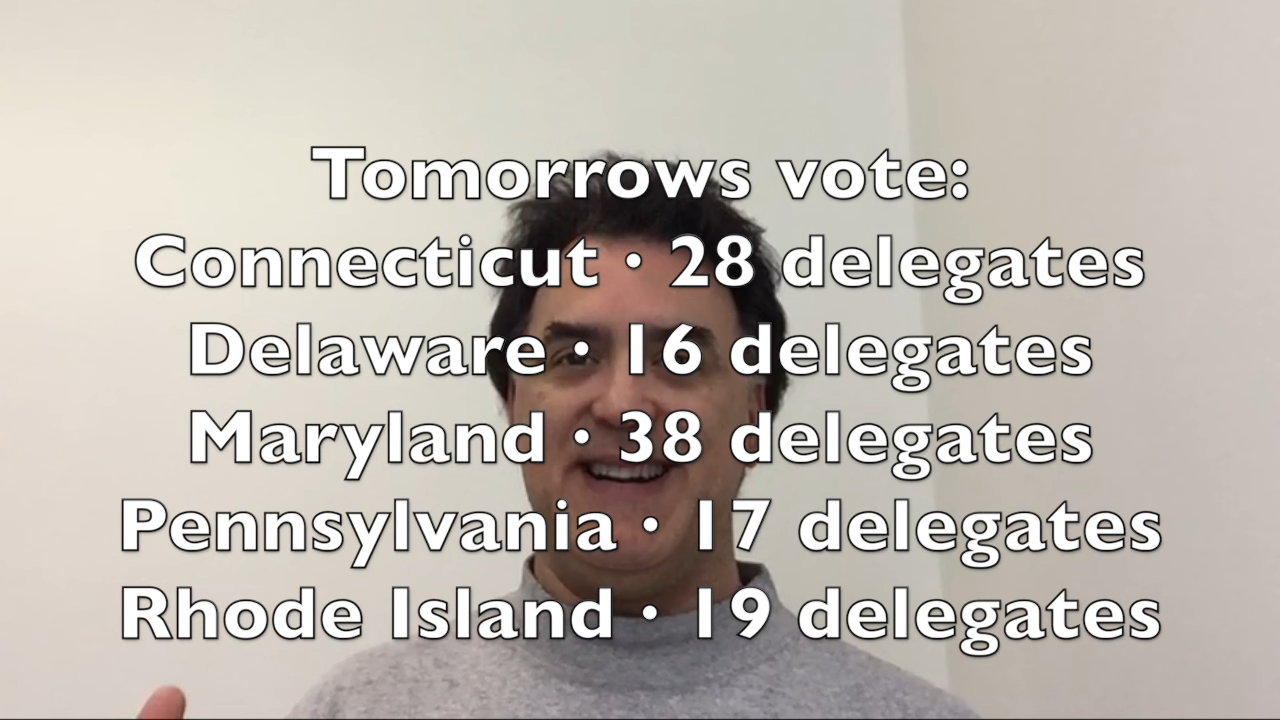 Tomorrows vote:
Connecticut • 28 delegates
Delaware • 16 delegates
Maryland • 38 delegates
Pennsylvania • 17 delegates
Rhode Island • 19 delegates